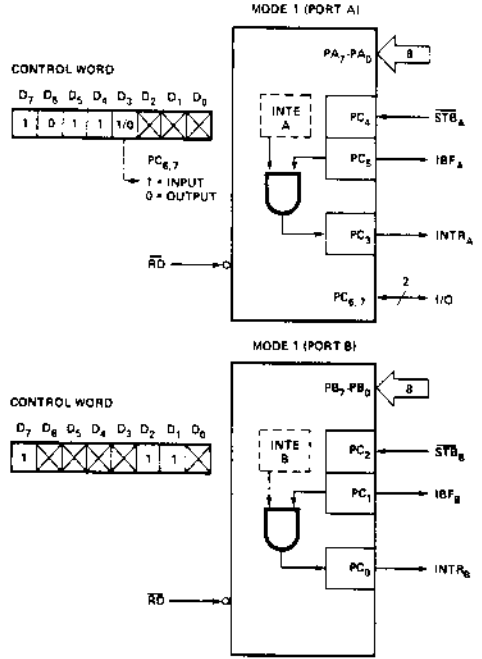 MODE 1 (PORT A)
PA7-PA0
8
CONTROL WORD
D7 D6 D5 D4 D3 D2 D1 D0
1 0 1 1 1/0
INTE
A
PC4
STBA
PC5
IBFA
PC6,7
1 = INPUT
0 = OUTPUT
PC3
INTRA
RD
PC6,7
2
I/O
MODE 1 (PORT B)
PB7-PB0
8
CONTROL WORD
D7 D6 D5 D4 D3 D2 D1 D0
1 1 1
INTE
B
PC2
STBB
PC1
IBFB
PC0
INTRB
RD